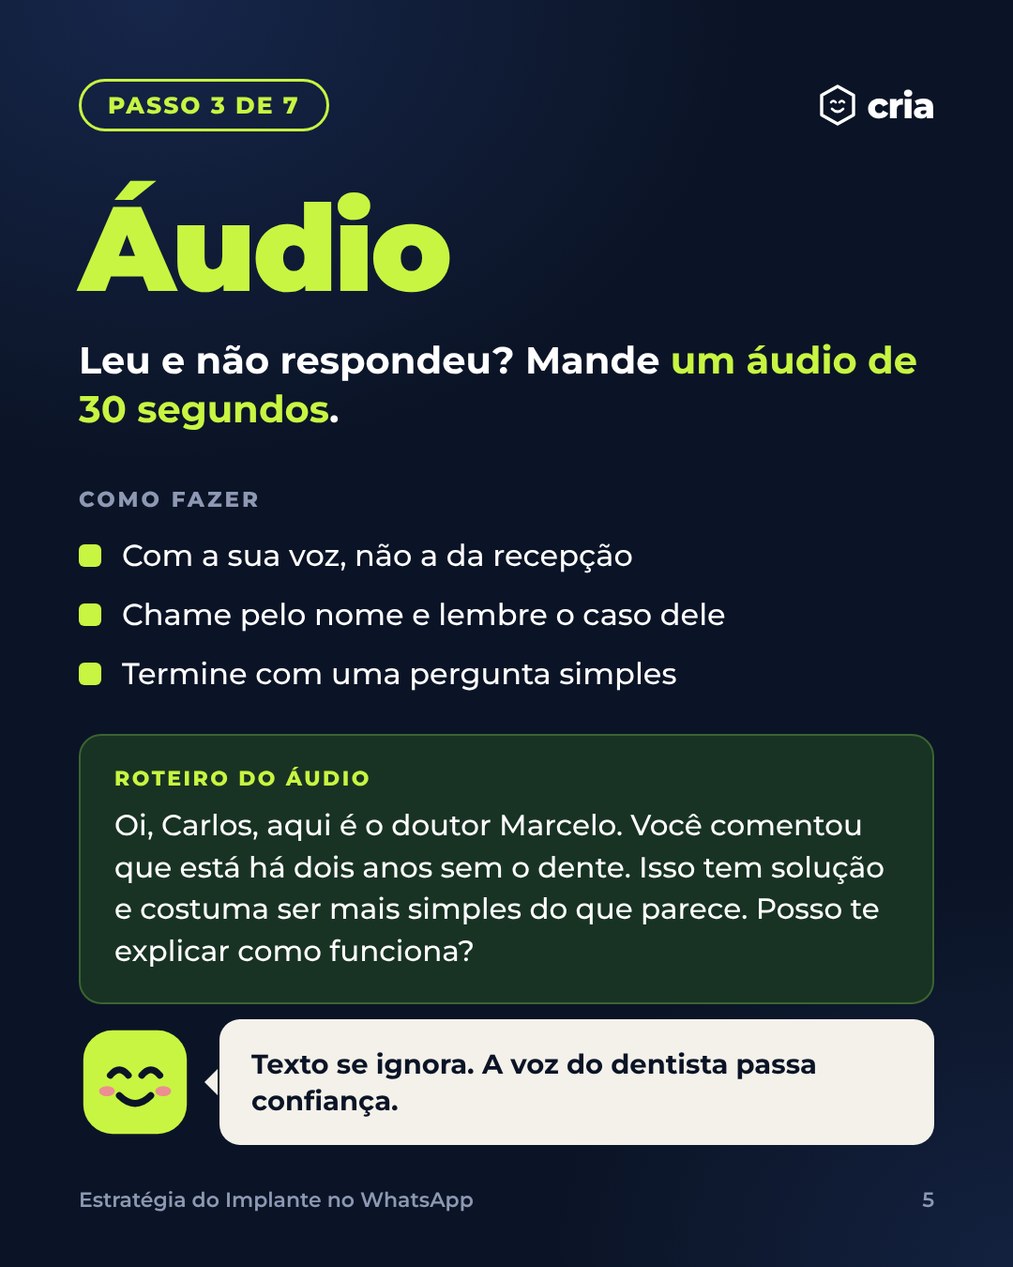 PASSO 3 DE 7
cria
Áudio
Leu e não respondeu? Mande um áudio de
30 segundos.
COMO FAZER
Com a sua voz, não a da recepção
Chame pelo nome e lembre o caso dele
Termine com uma pergunta simples
ROTEIRO DO ÁUDIO
Oi, Carlos, aqui é o doutor Marcelo. Você comentou
que está há dois anos sem o dente. Isso tem solução
e costuma ser mais simples do que parece. Posso te
explicar como funciona?
Texto se ignora. A voz do dentista passa
confiança.
Estratégia do Implante no WhatsApp
5